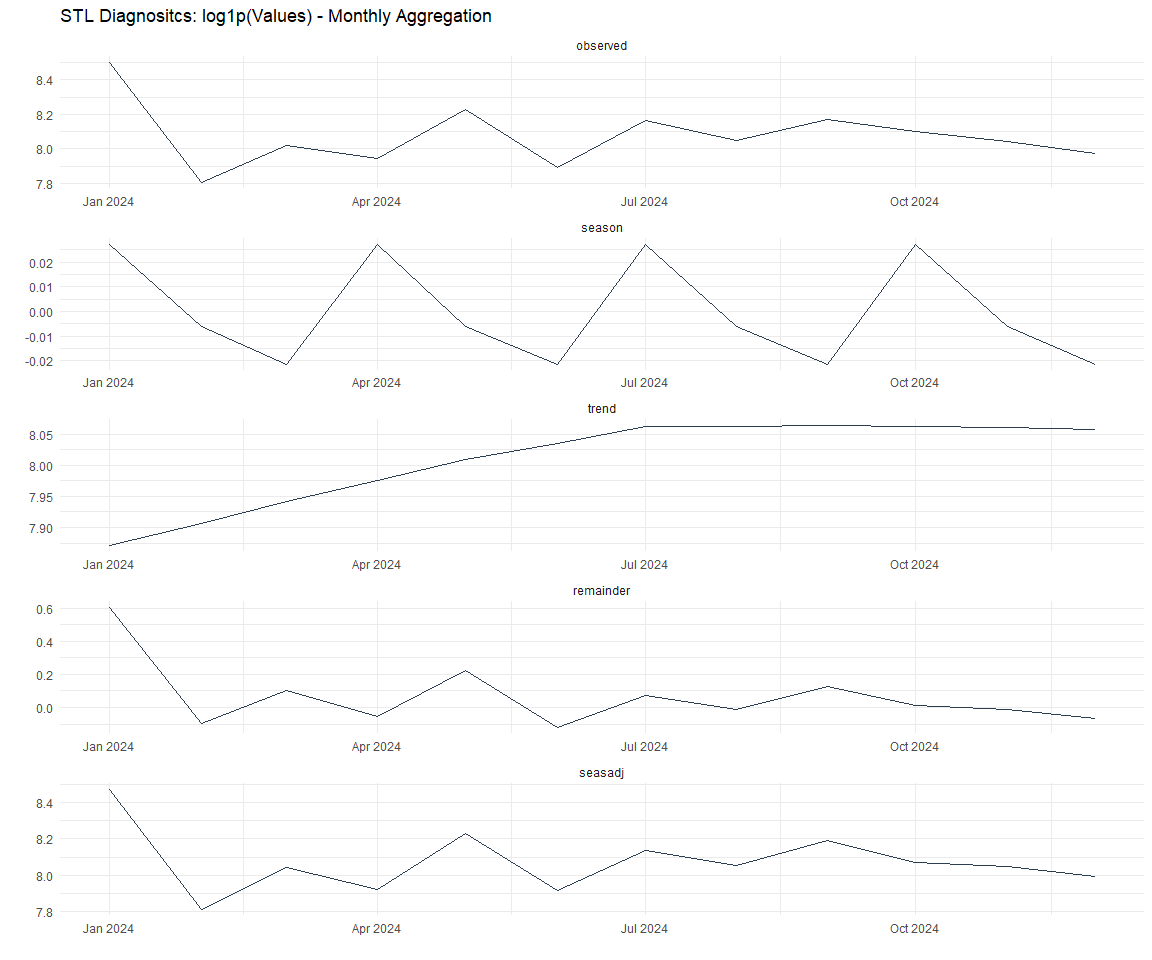 STL Diagnositcs: log1p(Values) - Monthly Aggregation
observed
8.4
8.2
8.0
7.8
Jan 2024 Apr 2024 Jul 2024 Oct 2024
season
0.02
0.01
0.00
-0.01
-0.02
Jan 2024 Apr 2024 Jul 2024 Oct 2024
trend
8.05
8.00
7.95
7.90
Jan 2024 Apr 2024 Jul 2024 Oct 2024
remainder
0.6
0.4
0.2
0.0
Jan 2024 Apr 2024 Jul 2024 Oct 2024
seasadj
8.4
8.2
8.0
7.8
Jan 2024 Apr 2024 Jul 2024 Oct 2024